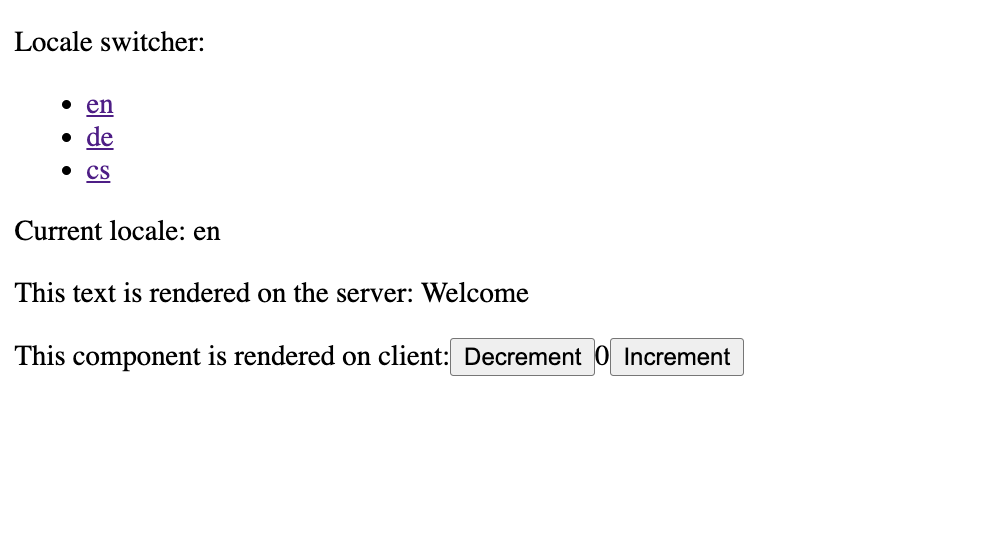 Locale switcher:
en
de
cs
Current locale: en
This text is rendered on the server: Welcome
This component is rendered on client: Decrement 0 Increment